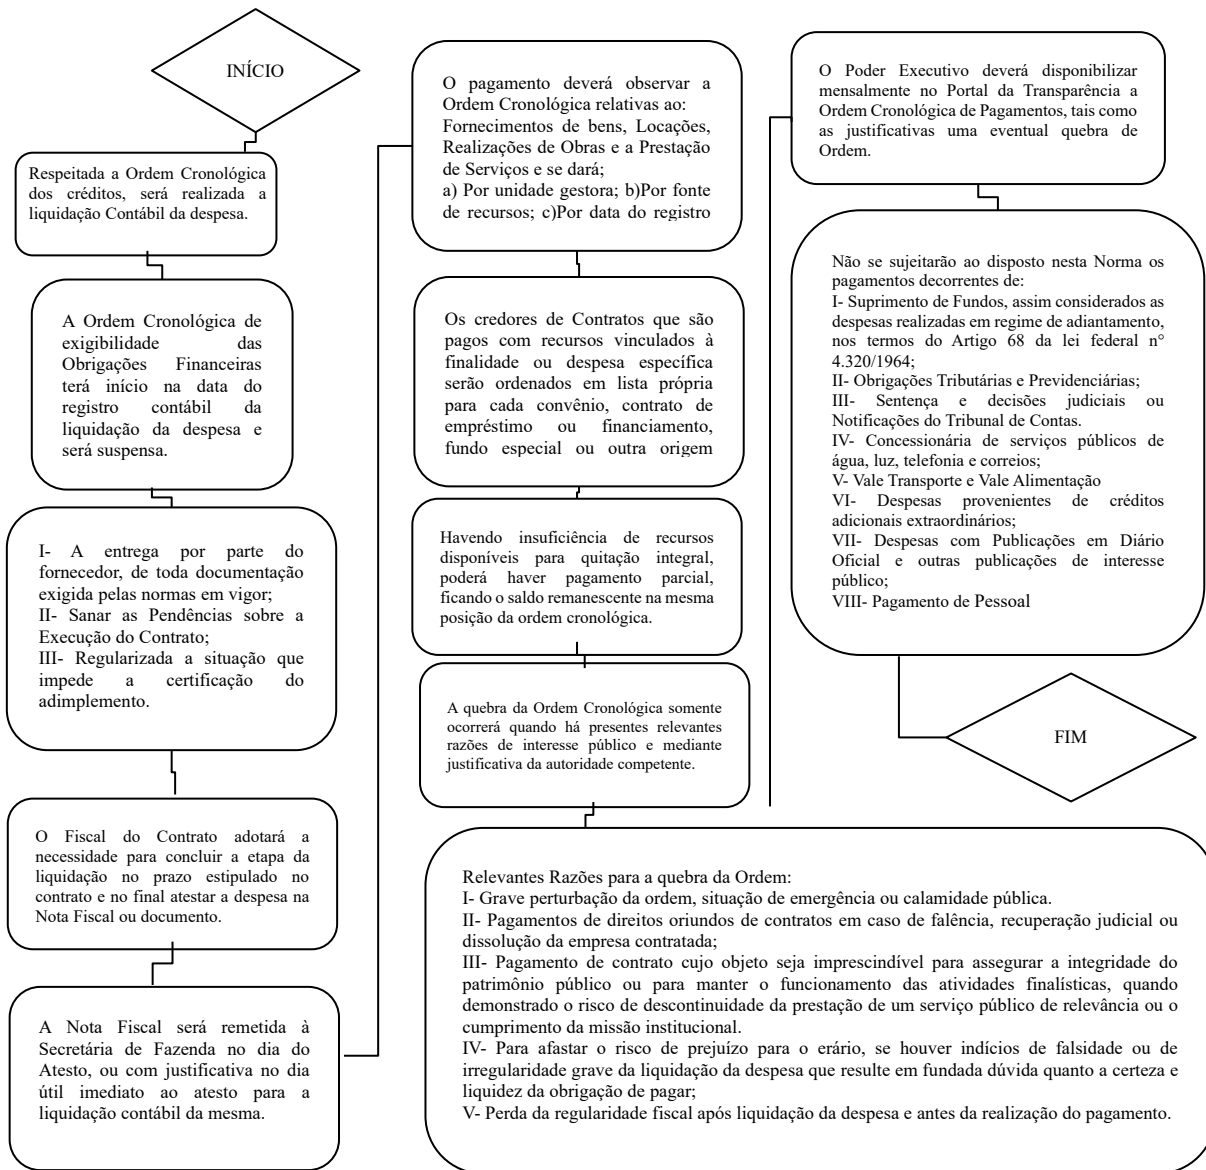 INÍCIO
Respeitada a Ordem Cronológica
dos créditos, será realizada a
liquidação Contábil da despesa.
A Ordem Cronológica de
exigibilidade das
Obrigações Financeiras
terá início na data do
registro contábil da
liquidação da despesa e
será suspensa.
I- A entrega por parte do
fornecedor, de toda documentação
exigida pelas normas em vigor;
II- Sanar as Pendências sobre a
Execução do Contrato;
III- Regularizada a situação que
impede a certificação do
adimplemento.
O Fiscal do Contrato adotará a
necessidade para concluir a etapa da
liquidação no prazo estipulado no
contrato e no final atestar a despesa na
Nota Fiscal ou documento.
A Nota Fiscal será remetida à
Secretária de Fazenda no dia do
Atesto, ou com justificativa no dia
útil imediato ao atesto para a
liquidação contábil da mesma.
O pagamento deverá observar a
Ordem Cronológica relativas ao:
Fornecimentos de bens, Locações,
Realizações de Obras e a Prestação
de Serviços e se dará;
a) Por unidade gestora; b)Por fonte
de recursos; c)Por data do registro
Os credores de Contratos que são
pagos com recursos vinculados à
finalidade ou despesa específica
serão ordenados em lista própria
para cada convênio, contrato de
empréstimo ou financiamento,
fundo especial ou outra origem
Havendo insuficiência de recursos
disponíveis para quitação integral,
poderá haver pagamento parcial,
ficando o saldo remanescente na mesma
posição da ordem cronológica.
A quebra da Ordem Cronológica somente
ocorrerá quando há presentes relevantes
razões de interesse público e mediante
justificativa da autoridade competente.
Relevantes Razões para a quebra da Ordem:
I- Grave perturbação da ordem, situação de emergência ou calamidade pública.
II- Pagamentos de direitos oriundos de contratos em caso de falência, recuperação judicial ou
dissolução da empresa contratada;
III- Pagamento de contrato cujo objeto seja imprescindível para assegurar a integridade do
patrimônio público ou para manter o funcionamento das atividades finalísticas, quando
demonstrado o risco de descontinuidade da prestação de um serviço público de relevância ou o
cumprimento da missão institucional.
IV- Para afastar o risco de prejuízo para o erário, se houver indícios de falsidade ou de
irregularidade grave da liquidação da despesa que resulte em fundada dúvida quanto a certeza e
liquidez da obrigação de pagar;
V- Perda da regularidade fiscal após liquidação da despesa e antes da realização do pagamento.
O Poder Executivo deverá disponibilizar
mensalmente no Portal da Transparência a
Ordem Cronológica de Pagamentos, tais como
as justificativas uma eventual quebra de
Ordem.
Não se sujeitarão ao disposto nesta Norma os
pagamentos decorrentes de:
I- Suprimento de Fundos, assim considerados as
despesas realizadas em regime de adiantamento,
nos termos do Artigo 68 da lei federal n°
4.320/1964;
II- Obrigações Tributárias e Previdenciárias;
III- Sentença e decisões judiciais ou
Notificações do Tribunal de Contas.
IV- Concessionária de serviços públicos de
água, luz, telefonia e correios;
V- Vale Transporte e Vale Alimentação
VI- Despesas provenientes de créditos
adicionais extraordinários;
VII- Despesas com Publicações em Diário
Oficial e outras publicações de interesse
público;
VIII- Pagamento de Pessoal
FIM